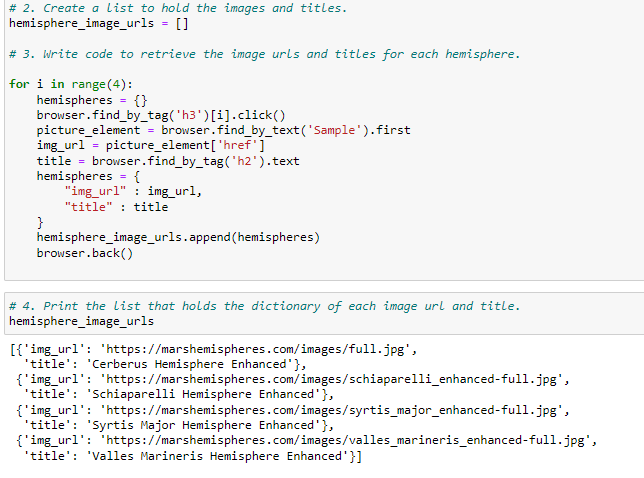 # 2. Create a list to hold the images and titles.
hemisphere_image_urls = []
# 3. Write code to retrieve the image urls and titles for each hemisphere.
for i in range(4):
    hemispheres = {}
    browser.find_by_tag('h3')[i].click()
    picture_element = browser.find_by_text('Sample').first
    img_url = picture_element['href']
    title = browser.find_by_tag('h2').text
    hemispheres = {
        "img_url" : img_url,
        "title" : title
    }
    hemisphere_image_urls.append(hemispheres)
    browser.back()
# 4. Print the list that holds the dictionary of each image url and title.
hemisphere_image_urls
[{'img_url': 'https://marshemispheres.com/images/full.jpg',
  'title': 'Cerberus Hemisphere Enhanced'},
 {'img_url': 'https://marshemispheres.com/images/schiaparelli_enhanced-full.jpg',
  'title': 'Schiaparelli Hemisphere Enhanced'},
 {'img_url': 'https://marshemispheres.com/images/syrtis_major_enhanced-full.jpg',
  'title': 'Syrtis Major Hemisphere Enhanced'},
 {'img_url': 'https://marshemispheres.com/images/valles_marineris_enhanced-full.jpg',
  'title': 'Valles Marineris Hemisphere Enhanced'}]